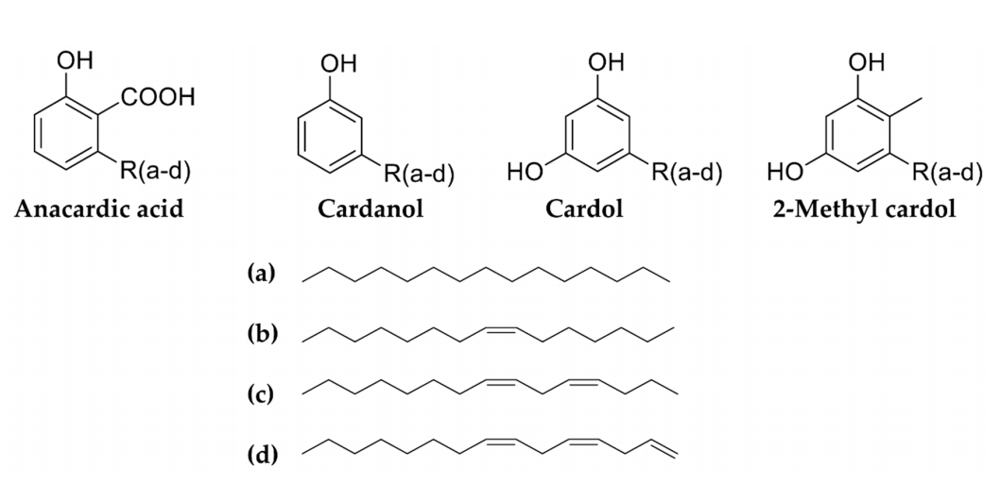 OH OH OH OH
COOH
R(a-d) R(a-d) HO R(a-d) HO R(a-d)
Anacardic acid Cardanol Cardol 2-Methyl cardol
(a)
(b)
(c)
(d)